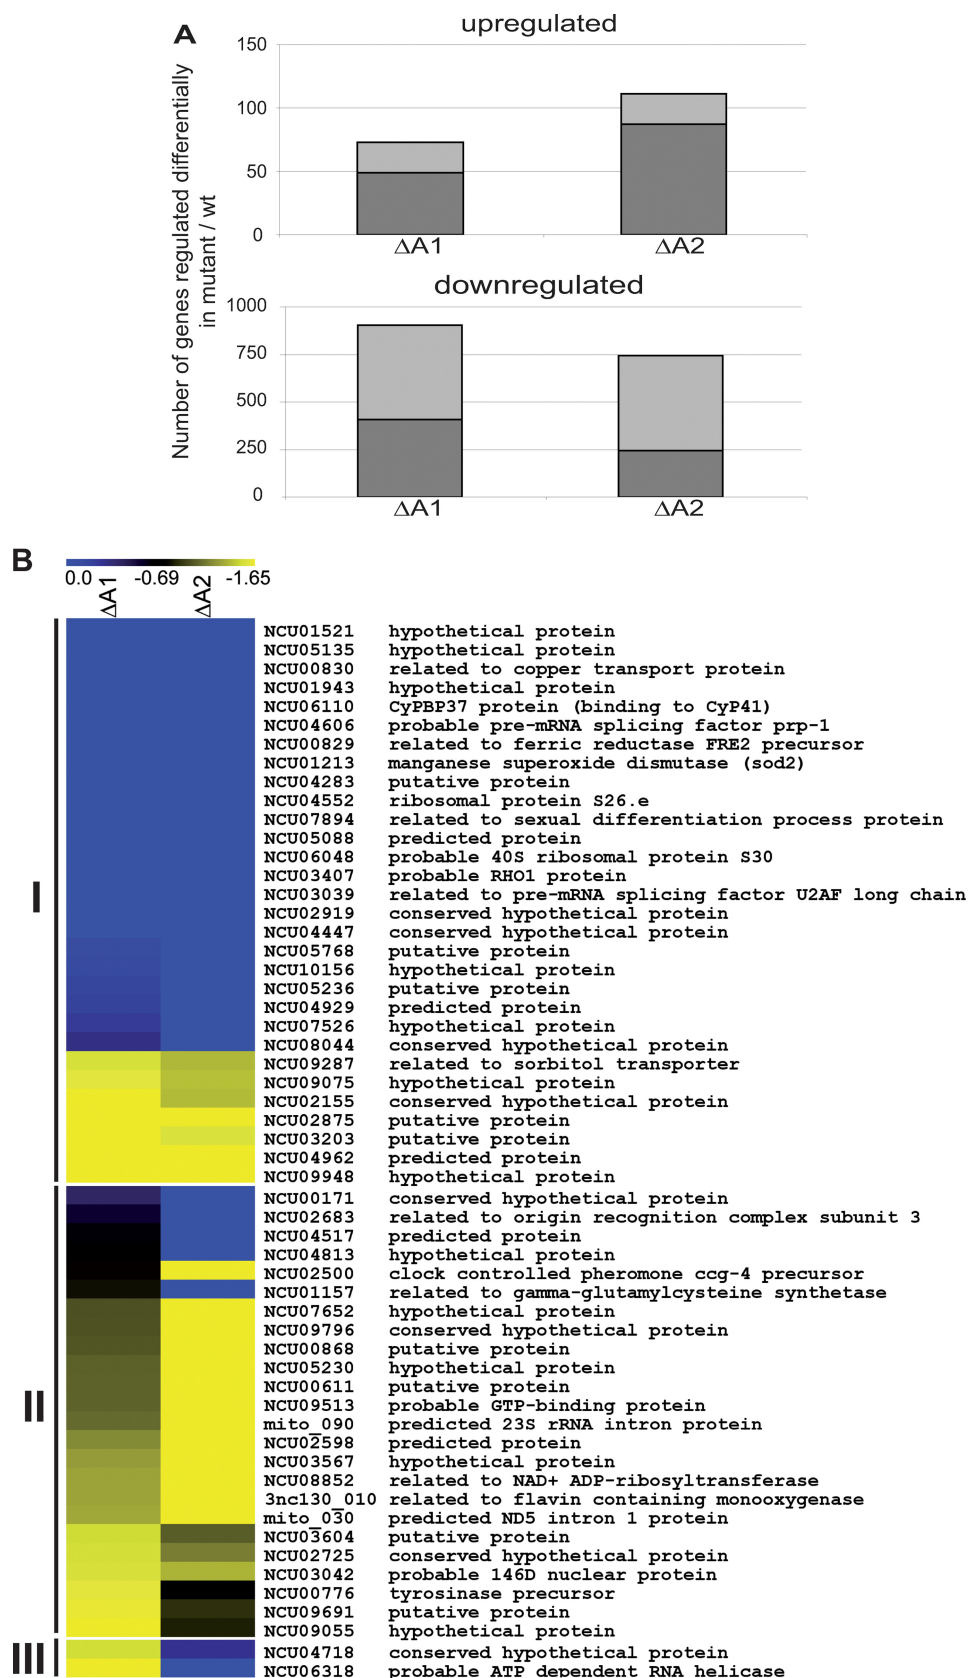 A
upregulated
Number of genes regulated differentially
in mutant / wt
150
100
50
0
ΔA1
ΔA2
downregulated
1000
750
500
250
0
ΔA1
ΔA2
B
0.0
-0.69
-1.65
ΔA1
ΔA2
I
NCU01521 hypothetical protein
NCU05135 hypothetical protein
NCU00830 related to copper transport protein
NCU01943 hypothetical protein
NCU06110 CyPBP37 protein (binding to CyP41)
NCU04606 probable pre-mRNA splicing factor prp-1
NCU00829 related to ferric reductase FRE2 precursor
NCU01213 manganese superoxide dismutase (sod2)
NCU04283 putative protein
NCU04552 ribosomal protein S26.e
NCU07894 related to sexual differentiation process protein
NCU05088 predicted protein
NCU06048 probable 40S ribosomal protein S30
NCU03407 probable RHO1 protein
NCU03039 related to pre-mRNA splicing factor U2AF long chain
NCU02919 conserved hypothetical protein
NCU04447 conserved hypothetical protein
NCU05768 putative protein
NCU10156 hypothetical protein
NCU05236 putative protein
NCU04929 predicted protein
NCU07526 hypothetical protein
NCU08044 conserved hypothetical protein
NCU09287 related to sorbitol transporter
NCU09075 hypothetical protein
NCU02155 conserved hypothetical protein
NCU02875 putative protein
NCU03203 putative protein
NCU04962 predicted protein
NCU09948 hypothetical protein
II
NCU00171 conserved hypothetical protein
NCU02683 related to origin recognition complex subunit 3
NCU04517 predicted protein
NCU04813 hypothetical protein
NCU02500 clock controlled pheromone ccg-4 precursor
NCU01157 related to gamma-glutamylcysteine synthetase
NCU07652 hypothetical protein
NCU09796 conserved hypothetical protein
NCU00868 putative protein
NCU05230 hypothetical protein
NCU00611 putative protein
NCU09513 probable GTP-binding protein
mito_090 predicted 23S rRNA intron protein
NCU02598 predicted protein
NCU03567 hypothetical protein
NCU08852 related to NAD+ ADP-ribosyltransferase
3nc130_010 related to flavin containing monooxygenase
mito_030 predicted ND5 intron 1 protein
NCU03604 putative protein
NCU02725 conserved hypothetical protein
NCU03042 probable 146D nuclear protein
NCU00776 tyrosinase precursor
NCU09691 putative protein
NCU09055 hypothetical protein
III
NCU04718 conserved hypothetical protein
NCU06318 probable ATP dependent RNA helicase